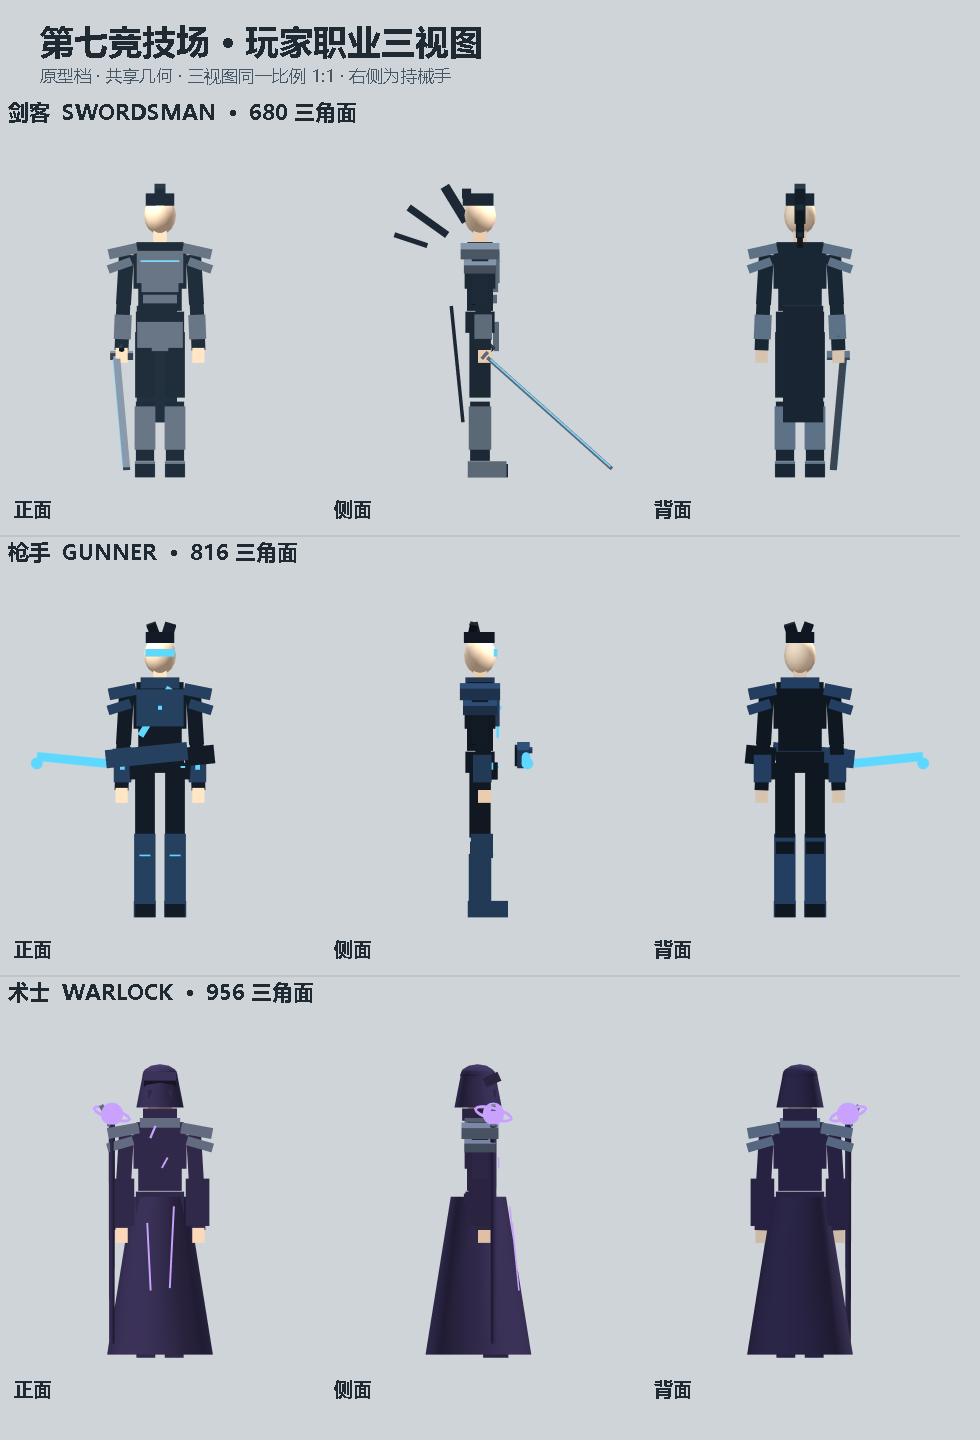 第七竞技场 • 玩家职业三视图
原型档 · 共享几何 · 三视图同一比例 1:1 · 右侧为持械手
剑客 SWORDSMAN • 680 三角面
正面 侧面 背面
枪手 GUNNER • 816 三角面
正面 侧面 背面
术士 WARLOCK • 956 三角面
正面 侧面 背面